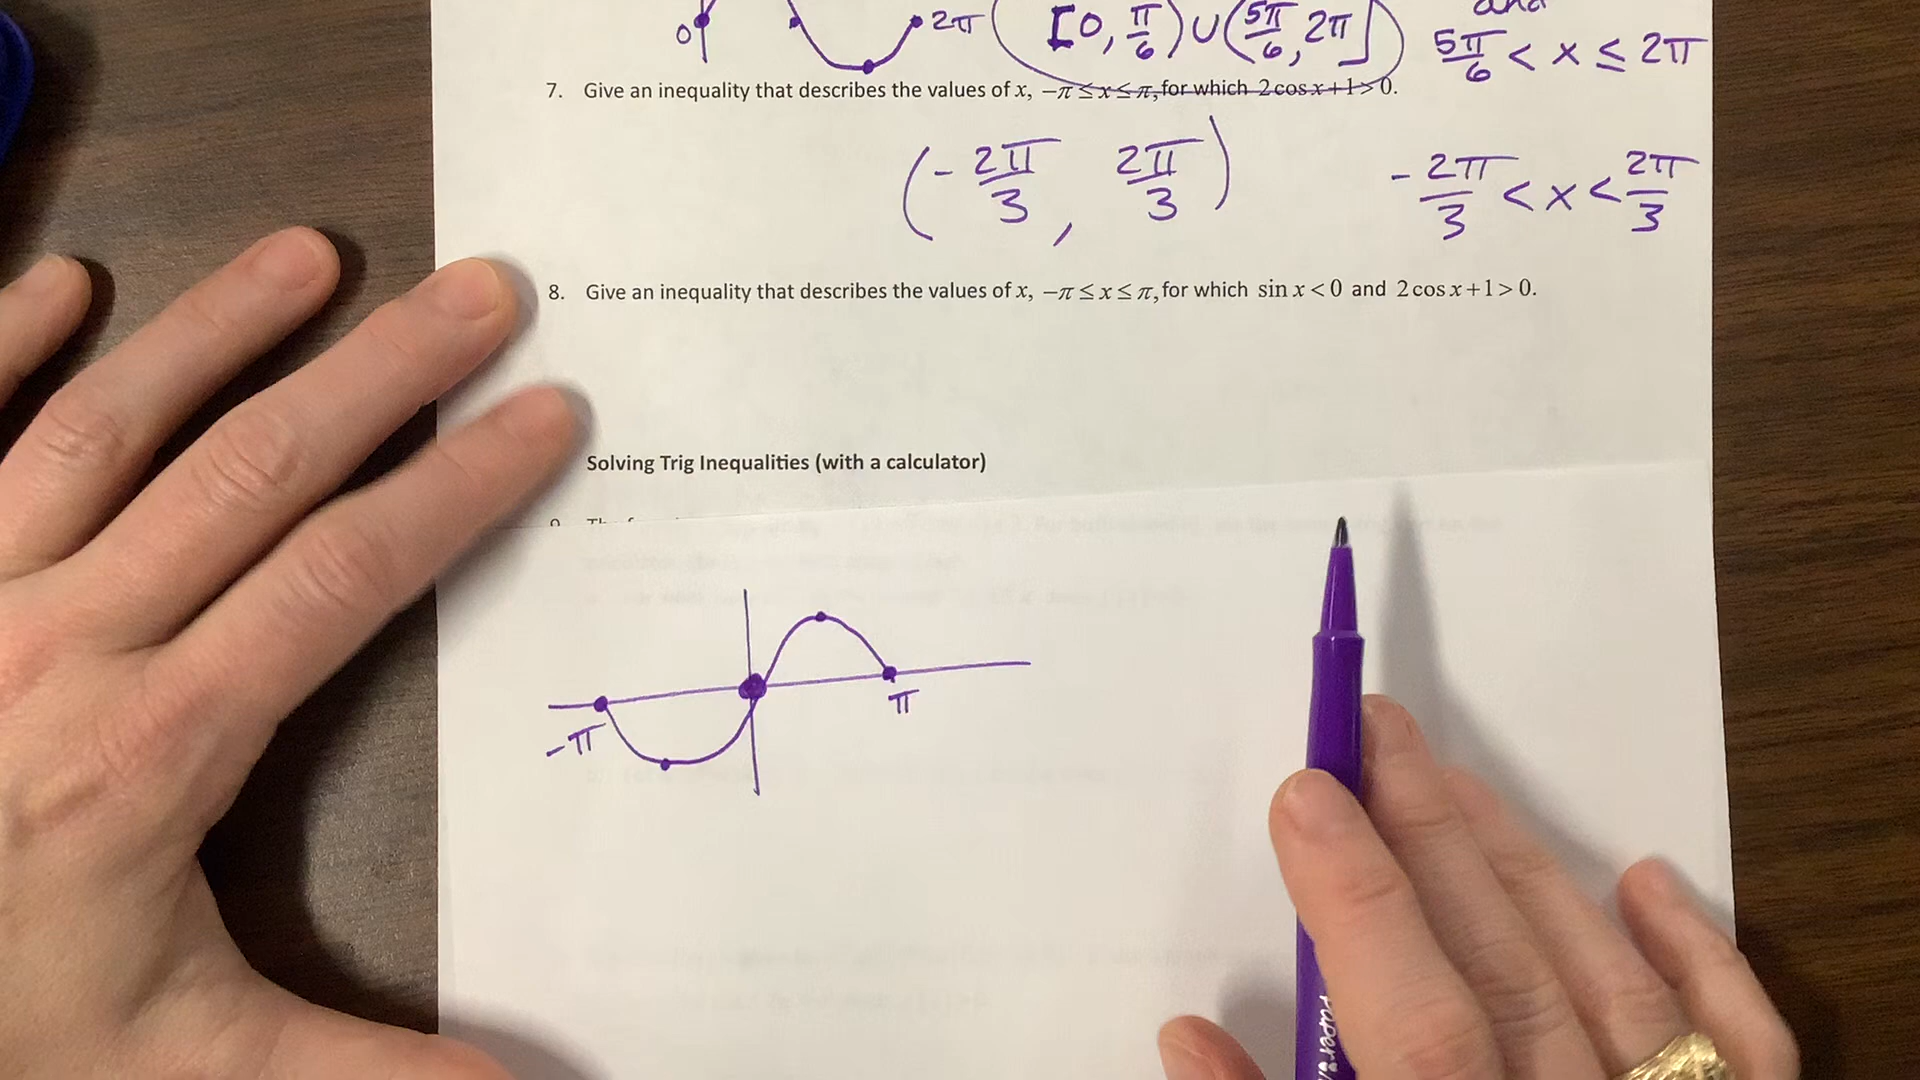 and
0 2π [0, π/6) ∪ (5π/6, 2π] 5π/6 < x ≤ 2π
7. Give an inequality that describes the values of x, −π ≤ x ≤ π, for which 2cos x + 1 > 0.
(-2π/3, 2π/3) -2π/3 < x < 2π/3
8. Give an inequality that describes the values of x, −π ≤ x ≤ π, for which sin x < 0 and 2cos x + 1 > 0.
Solving Trig Inequalities (with a calculator)
π
-π